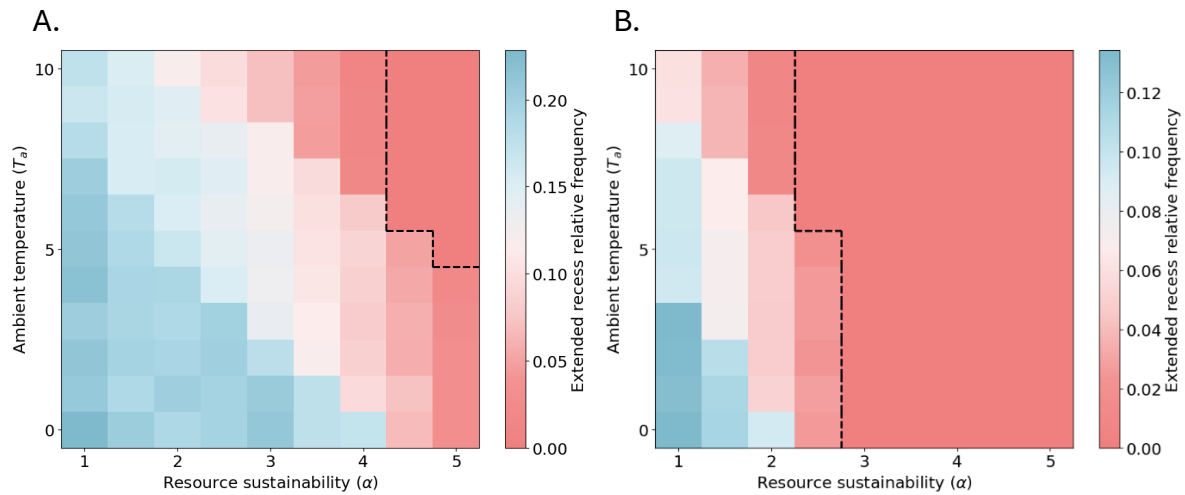 A.
B.
10
5
0
Ambient temperature (Tₐ)
1 2 3 4 5
Resource sustainability (α)
0.20
0.15
0.10
0.05
0.00
Extended recess relative frequency
10
5
0
Ambient temperature (Tₐ)
1 2 3 4 5
Resource sustainability (α)
0.12
0.10
0.08
0.06
0.04
0.02
0.00
Extended recess relative frequency